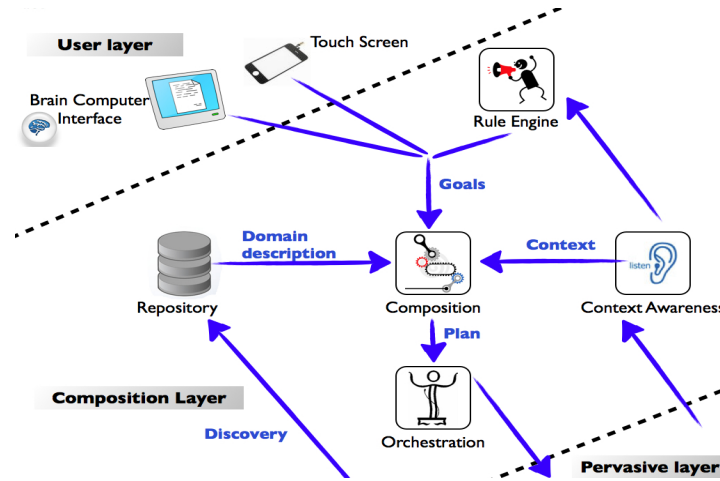 User layer
Touch Screen
Brain Computer
Interface
Rule Engine
Goals
Domain
description
Context
listen
Repository
Composition
Context Awareness
Plan
Composition Layer
Discovery
Orchestration
Pervasive layer